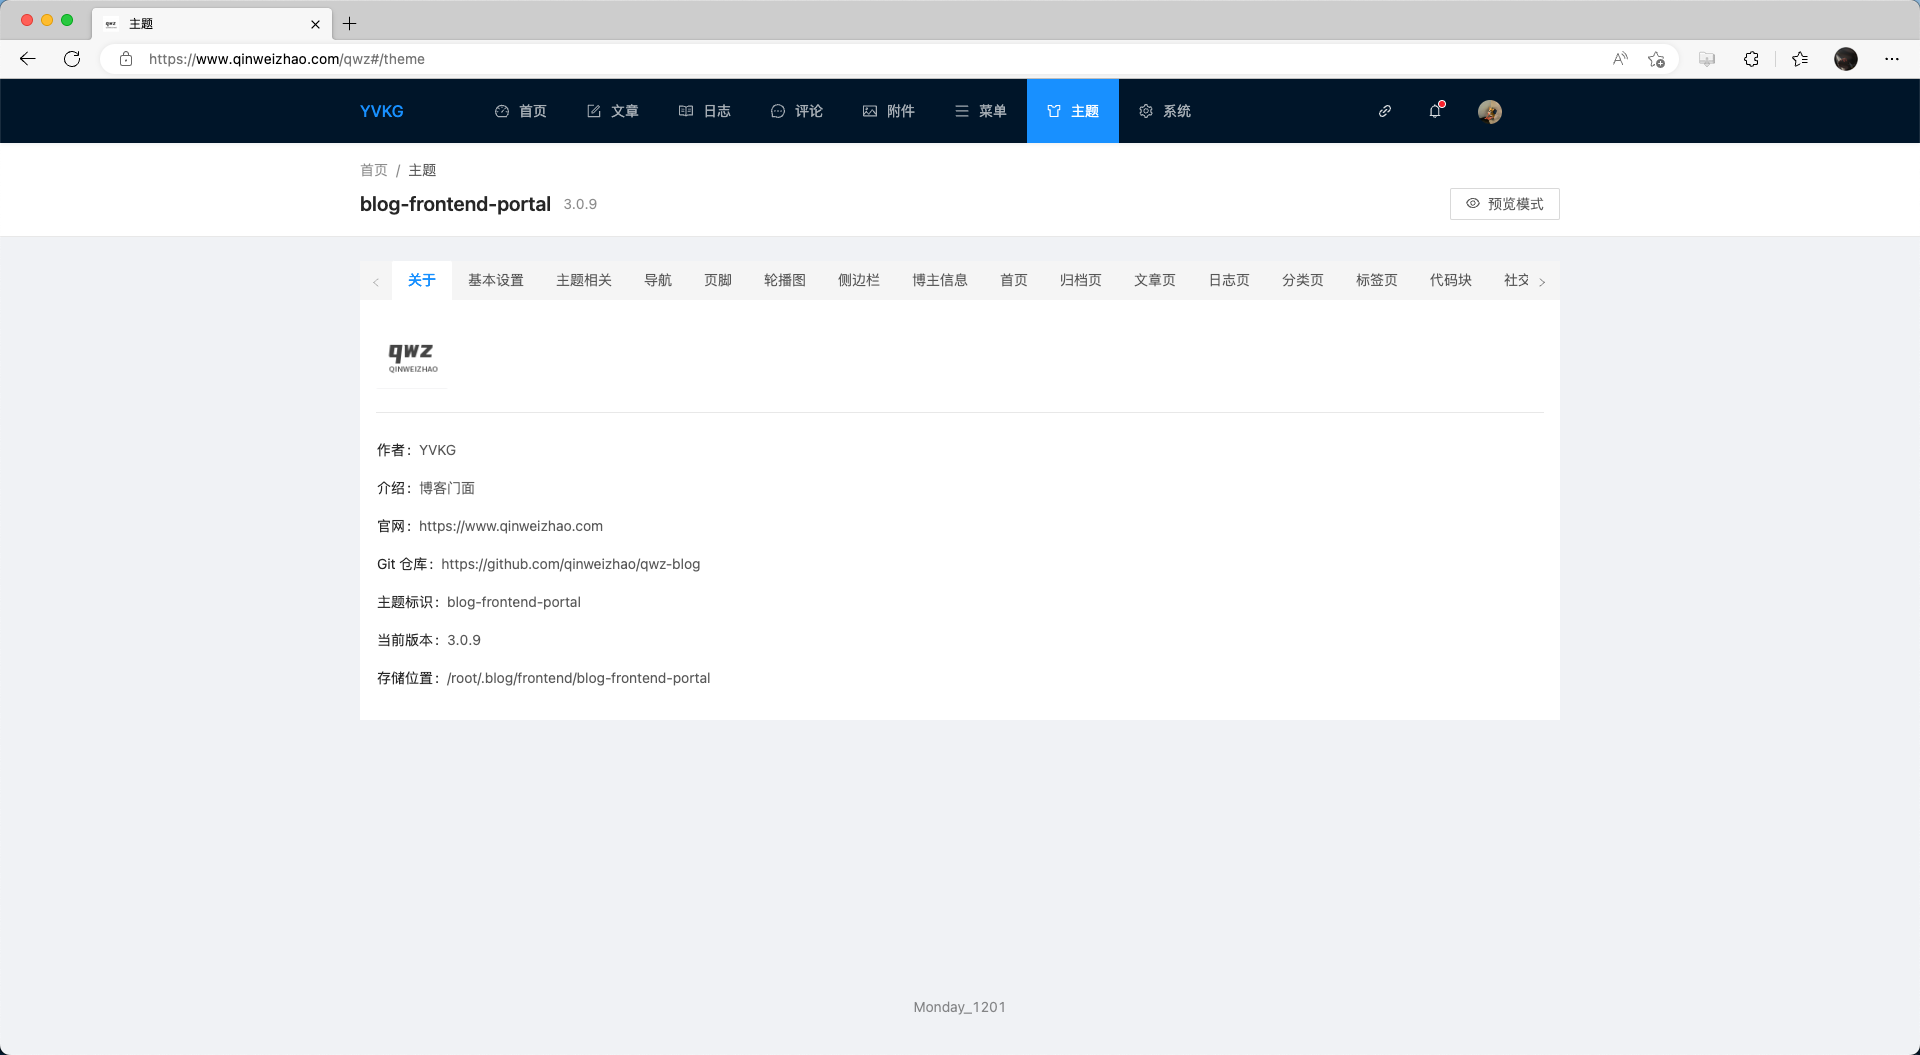 主题
https://www.qinweizhao.com/qwz#/theme
YVKG 首页 文章 日志 评论 附件 菜单 主题 系统
首页 / 主题
blog-frontend-portal 3.0.9
预览模式
关于 基本设置 主题相关 导航 页脚 轮播图 侧边栏 博主信息 首页 归档页 文章页 日志页 分类页 标签页 代码块 社交
qwz
QINWEIZHAO
作者：YVKG
介绍：博客门面
官网：https://www.qinweizhao.com
Git 仓库：https://github.com/qinweizhao/qwz-blog
主题标识：blog-frontend-portal
当前版本：3.0.9
存储位置：/root/.blog/frontend/blog-frontend-portal
Monday_1201